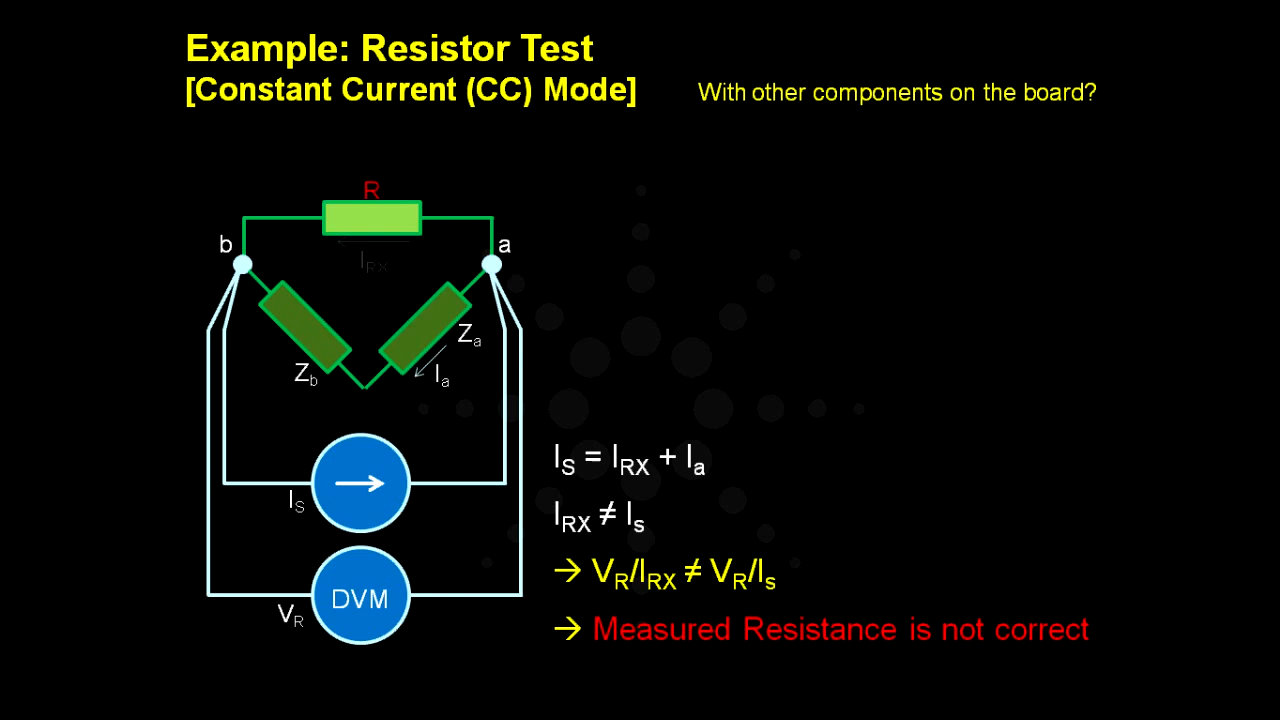 Example: Resistor Test
[Constant Current (CC) Mode]
With other components on the board?
R
b
a
I_RX
Z_a
Z_b
I_a
I_S = I_RX + I_a
I_S
I_RX ≠ I_s
→ V_R/I_RX ≠ V_R/I_s
DVM
V_R
→ Measured Resistance is not correct